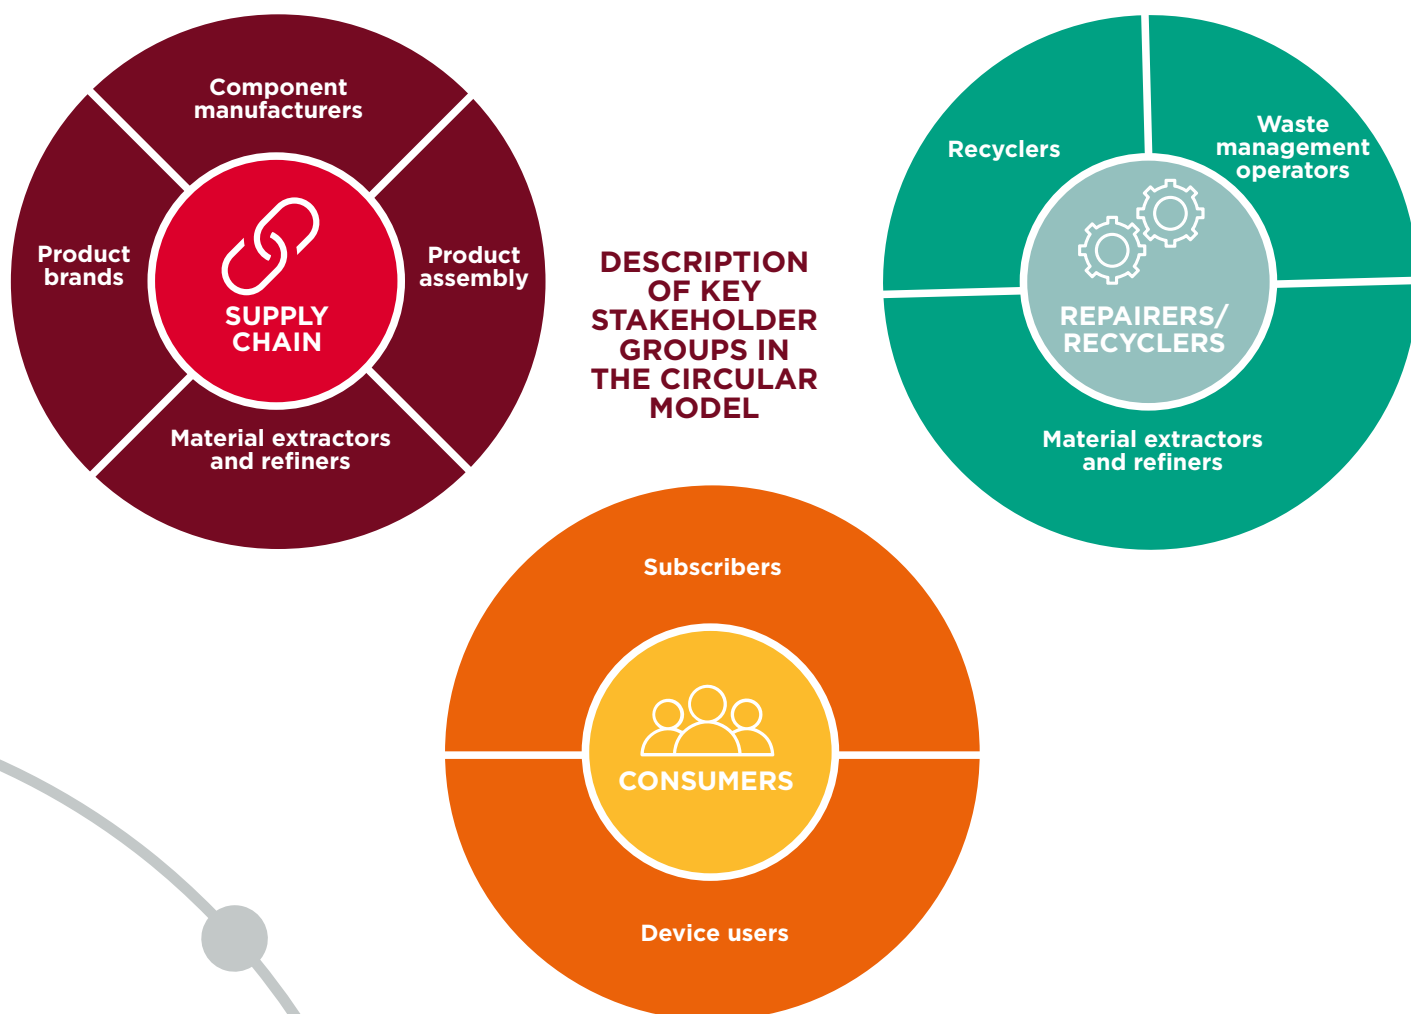 Component
manufacturers
Product
brands
Product
assembly
SUPPLY
CHAIN
Material extractors
and refiners
DESCRIPTION
OF KEY
STAKEHOLDER
GROUPS IN
THE CIRCULAR
MODEL
Recyclers
Waste
management
operators
REPAIRERS/
RECYCLERS
Material extractors
and refiners
Subscribers
CONSUMERS
Device users